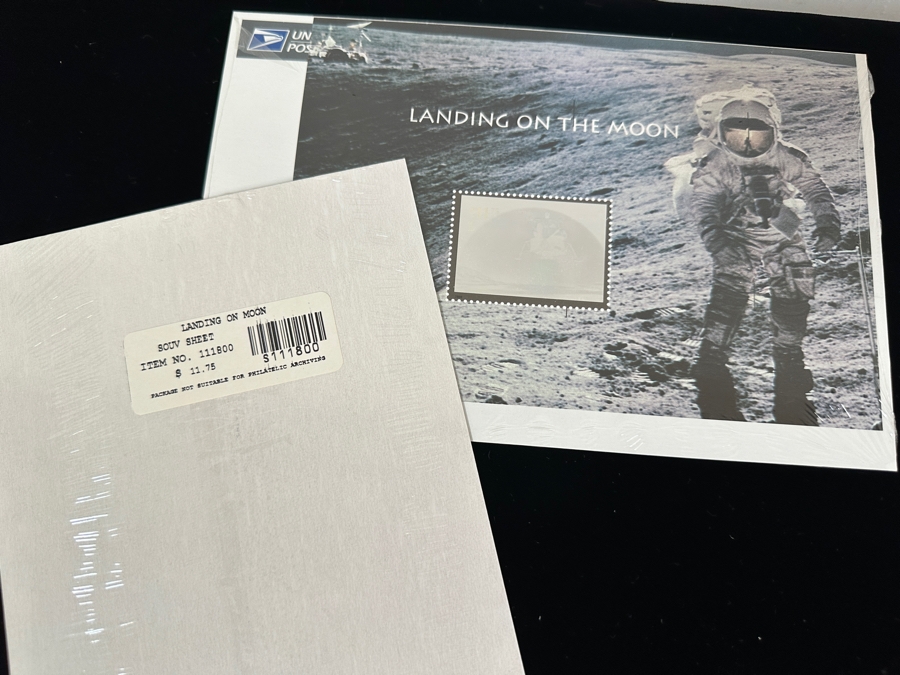 UN
POS
LANDING ON THE MOON
LANDING ON MOON
SOUV SHEET
ITEM NO. 111800
$ 11.75
S111800
PACKAGE NOT SUITABLE FOR PHILATELIC ARCHIVING